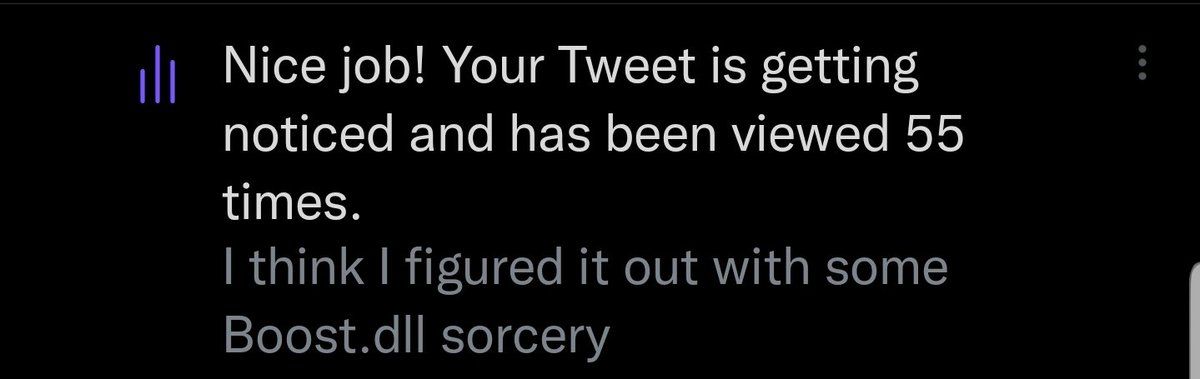 Nice job! Your Tweet is getting
noticed and has been viewed 55
times.
I think I figured it out with some
Boost.dll sorcery